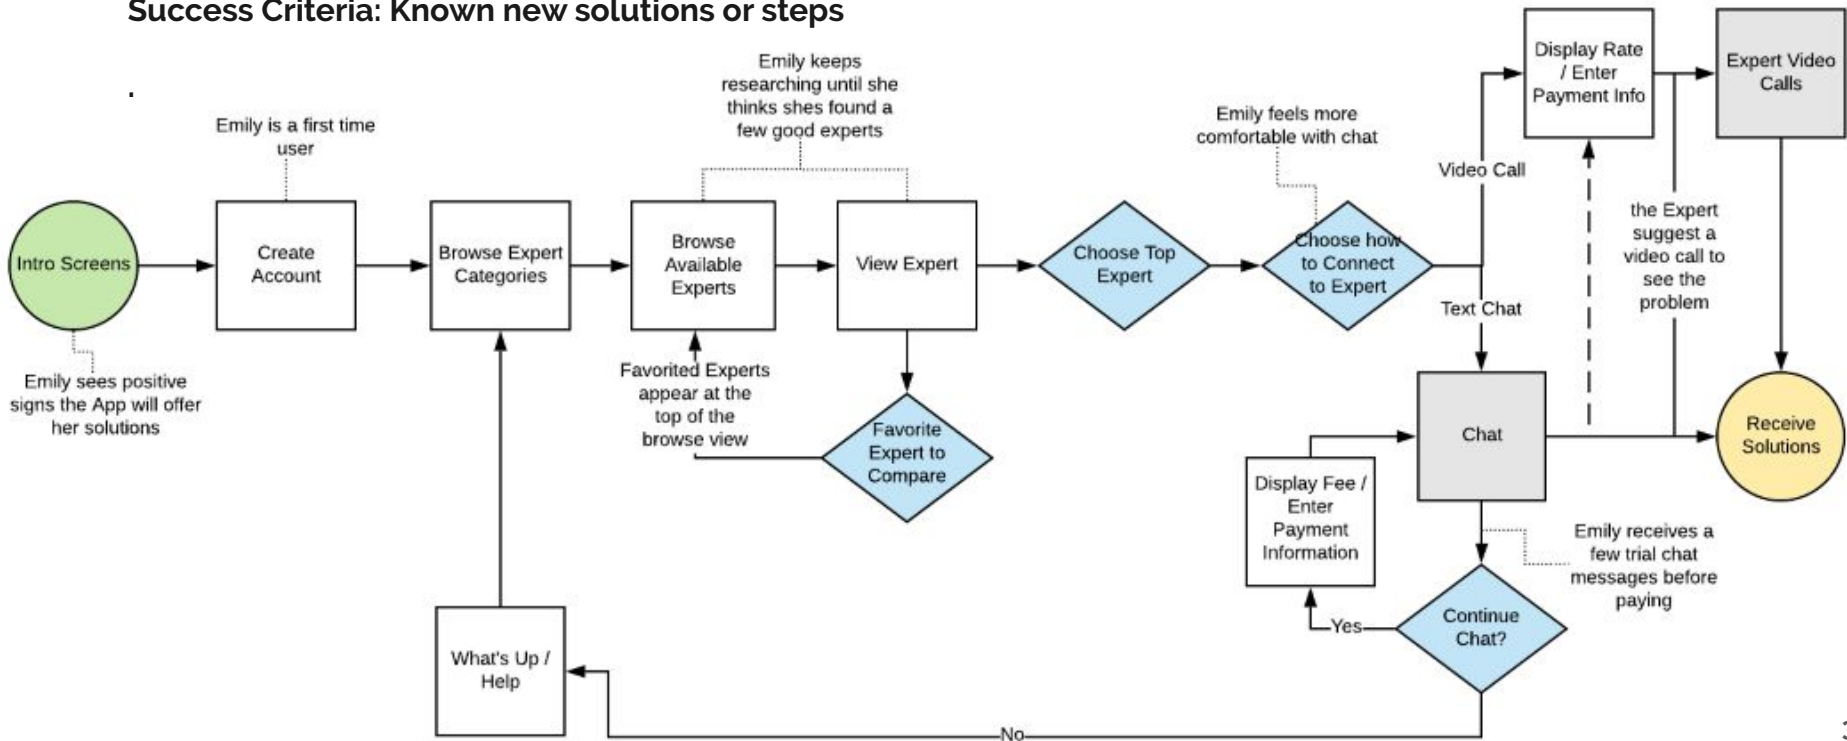 Success Criteria: Known new solutions or steps
.
Emily is a first time
user
Emily keeps
researching until she
thinks shes found a
few good experts
Emily feels more
comfortable with chat
Display Rate
/ Enter
Payment Info
Expert Video
Calls
Video Call
Intro Screens
Create
Account
Browse Expert
Categories
Browse
Available
Experts
View Expert
Choose Top
Expert
Choose how
to Connect
to Expert
the Expert
suggest a
video call to
see the
problem
Text Chat
Emily sees positive
signs the App will offer
her solutions
Favorited Experts
appear at the
top of the
browse view
Favorite
Expert to
Compare
Chat
Receive
Solutions
Display Fee /
Enter
Payment
Information
Emily receives a
few trial chat
messages before
paying
Continue
Chat?
Yes
What's Up /
Help
No